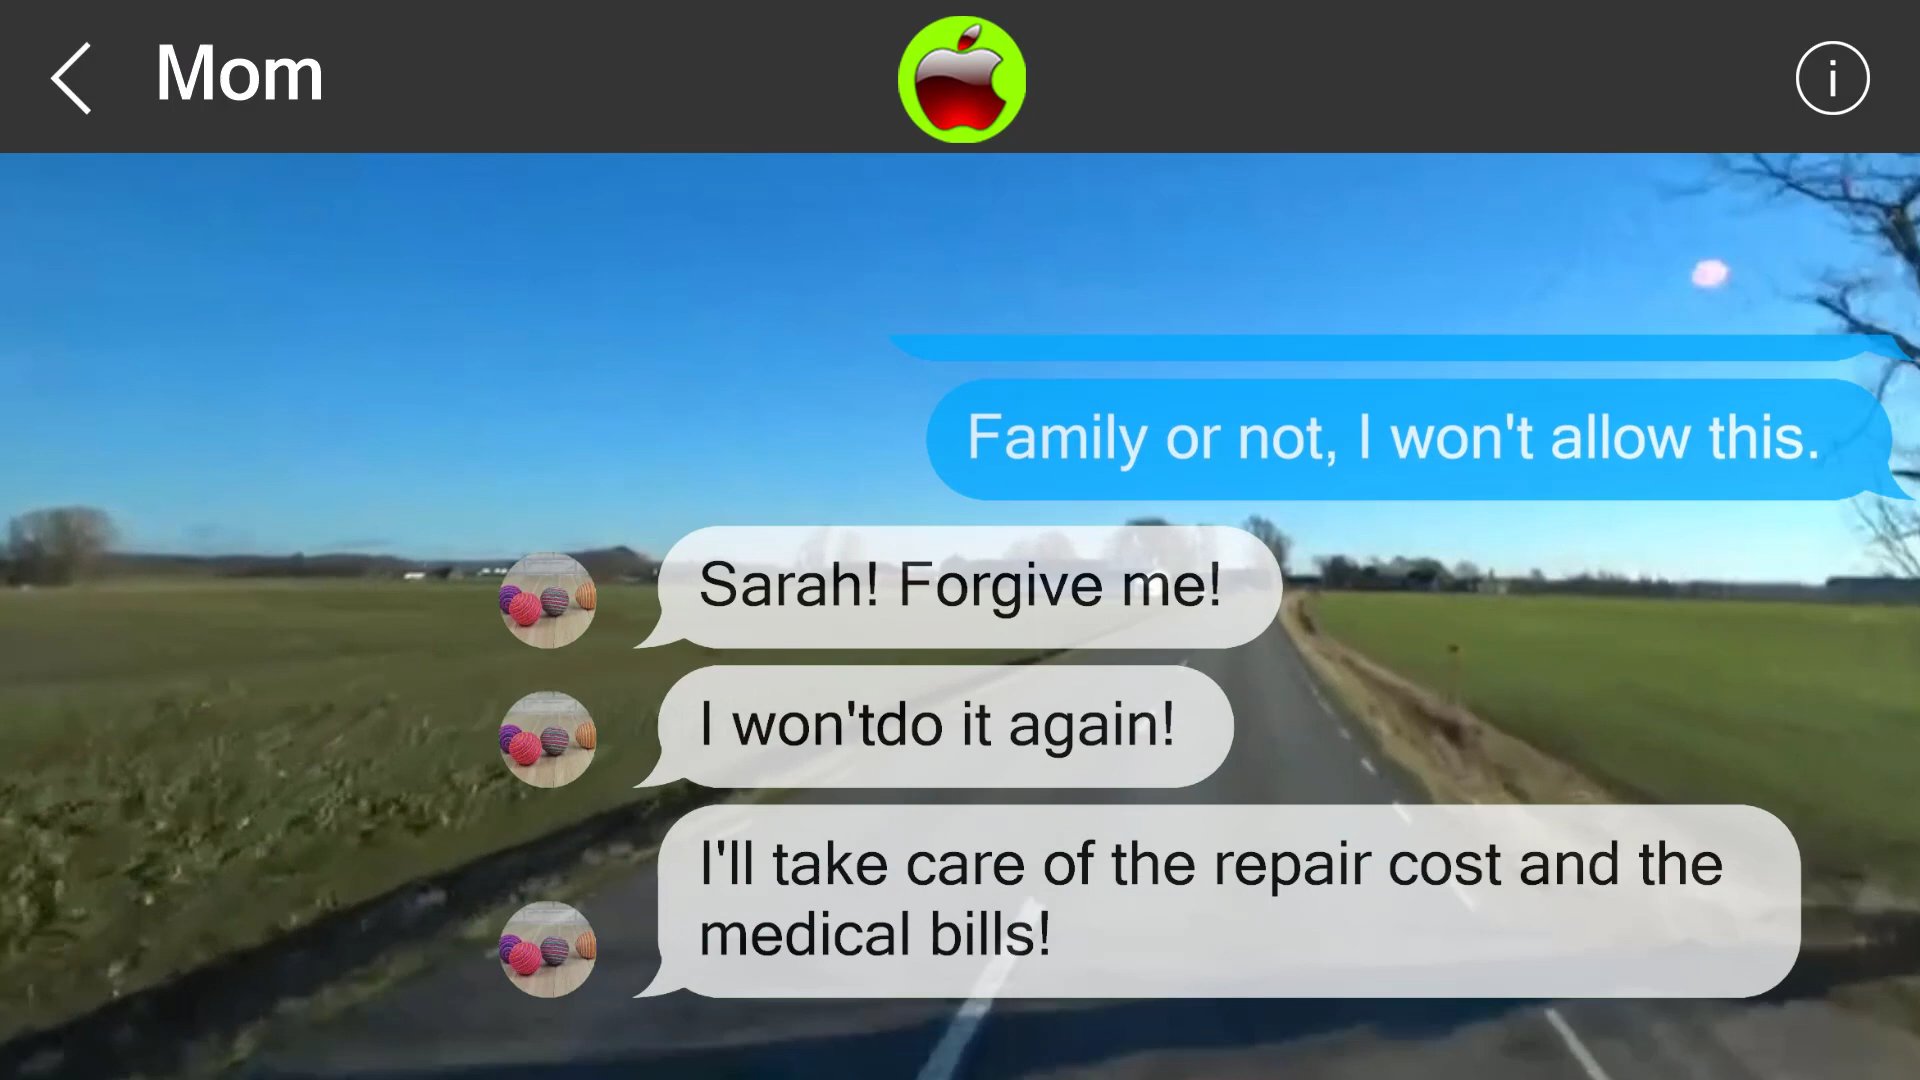 Mom
i
Family or not, I won't allow this.
Sarah! Forgive me!
I won'tdo it again!
I'll take care of the repair cost and the
medical bills!